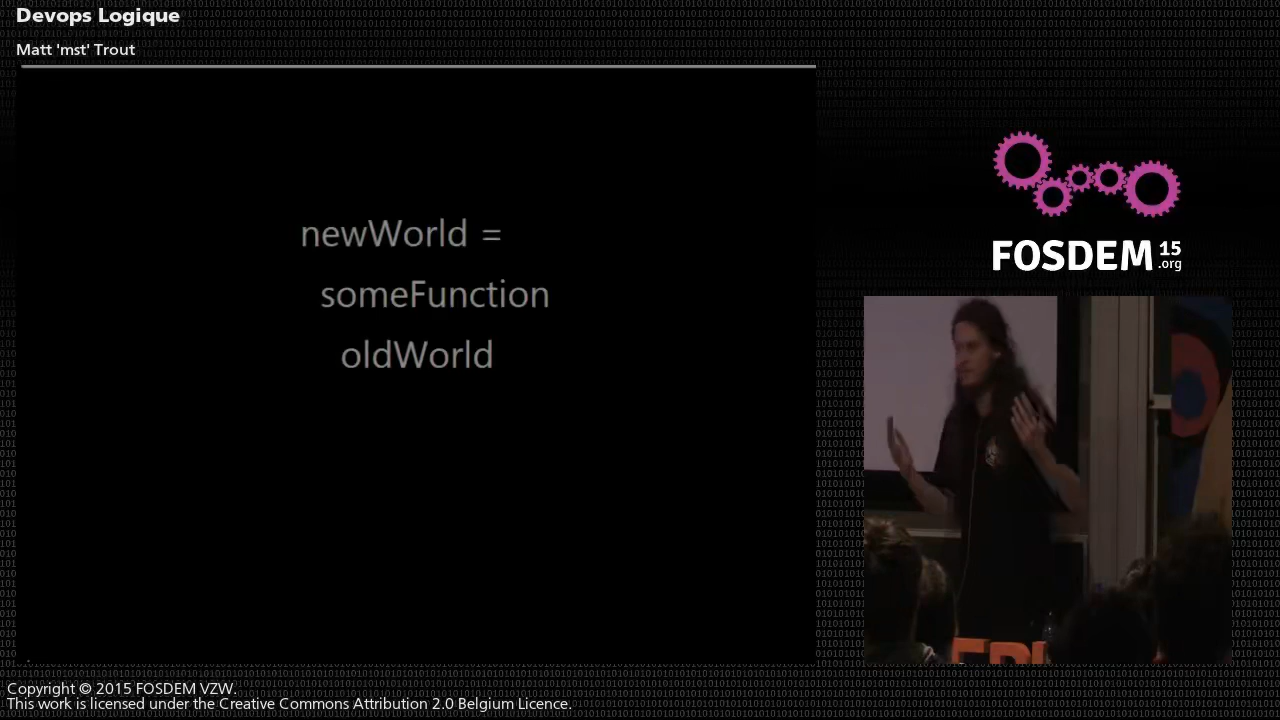 Devops Logique
Matt 'mst' Trout
newWorld =
someFunction
oldWorld
FOSDEM 15
.org
Copyright © 2015 FOSDEM VZW.
This work is licensed under the Creative Commons Attribution 2.0 Belgium Licence.